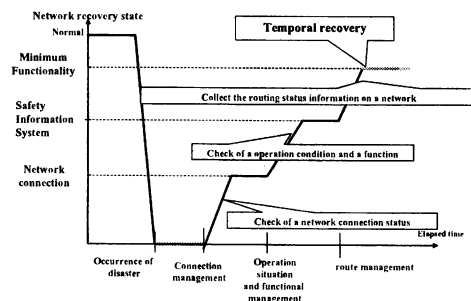 Network recovery state
Normal
Temporal recovery
Minimum
Functionality
Collect the routing status information on a network
Safety
Information
System
Check of a operation condition and a function
Network
connection
Check of a network connection status
Elapsed time
Occurrence of
disaster
Connection
management
Operation
situation
and functional
management
route management